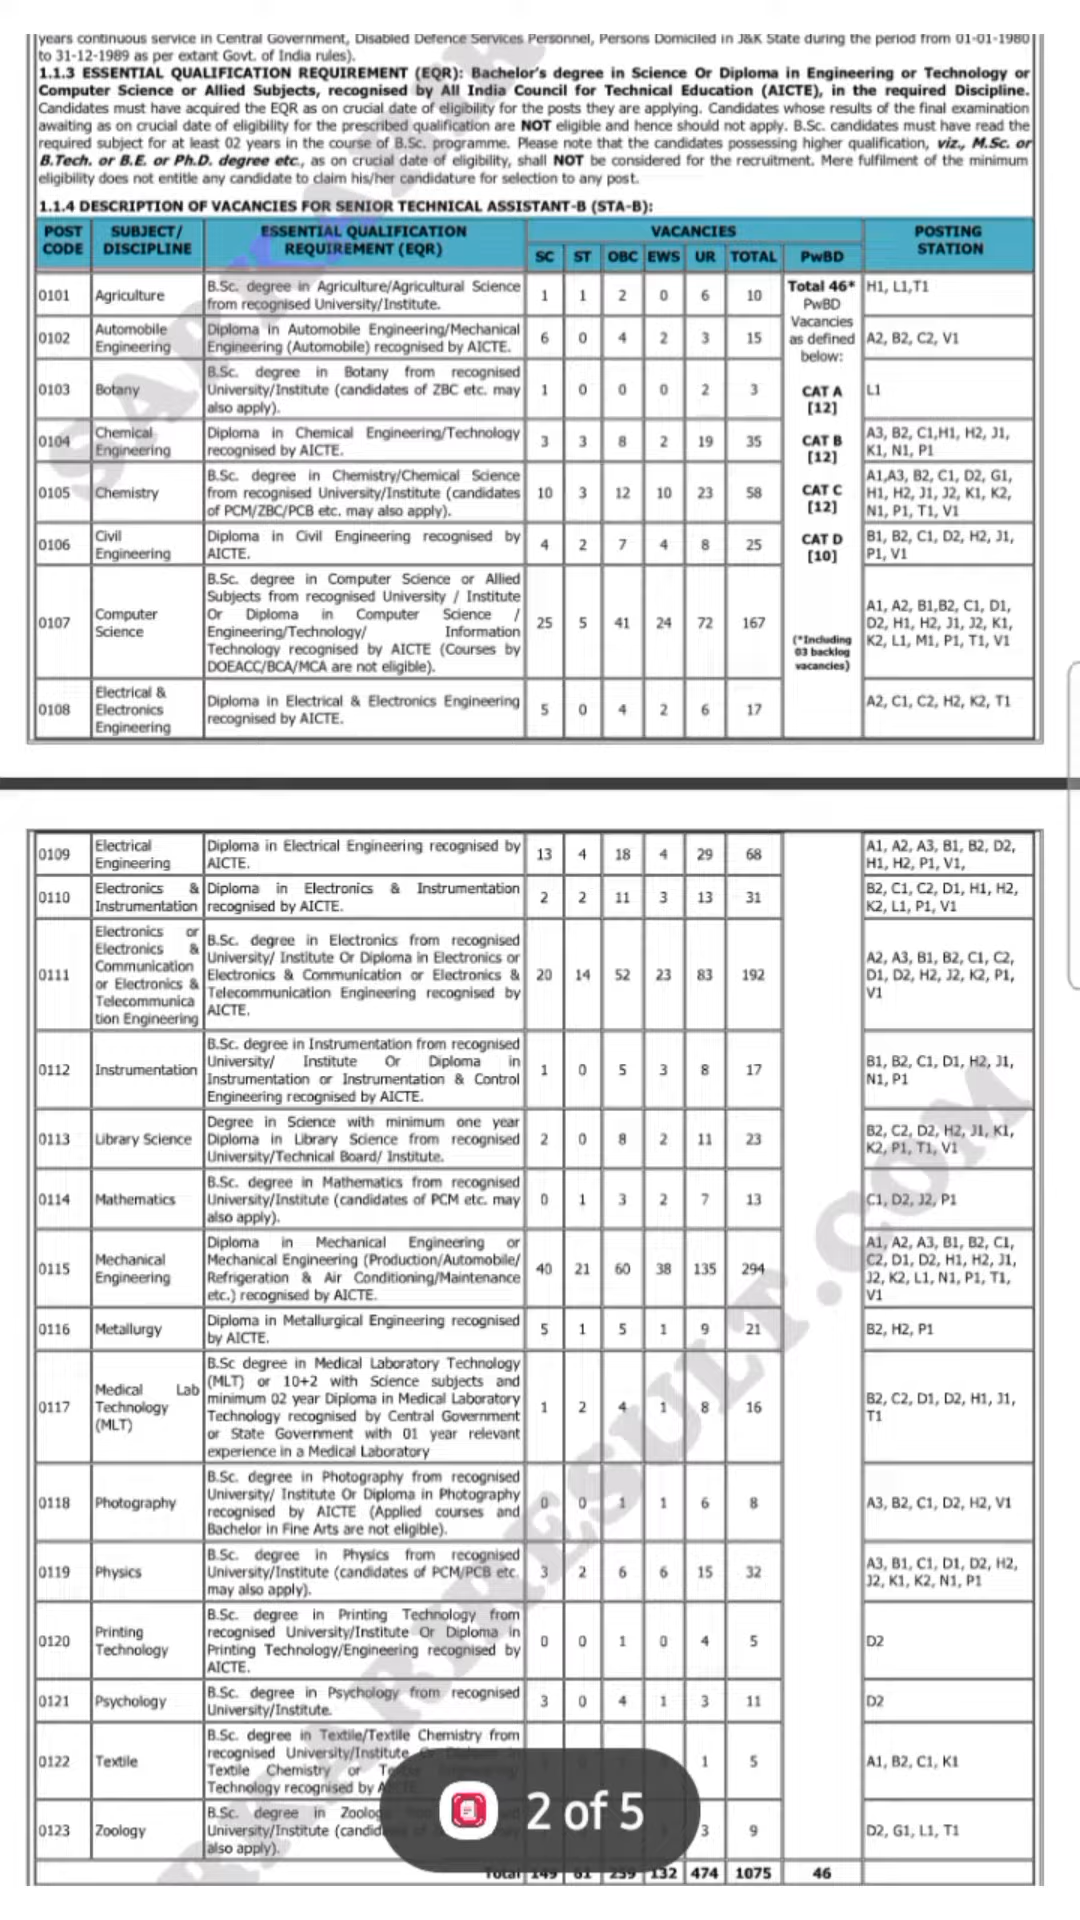 years continuous service in Central Government, Disabled Defence Services Personnel, Persons Domiciled in J&K State during the period from 01-01-1980
to 31-12-1989 as per extant Govt. of India rules).
1.1.3 ESSENTIAL QUALIFICATION REQUIREMENT (EQR): Bachelor's degree in Science Or Diploma in Engineering or Technology or
Computer Science or Allied Subjects, recognised by All India Council for Technical Education (AICTE), in the required Discipline.
Candidates must have acquired the EQR as on crucial date of eligibility for the posts they are applying. Candidates whose results of the final examination
awaiting as on crucial date of eligibility for the prescribed qualification are NOT eligible and hence should not apply. B.Sc. candidates must have read the
required subject for at least 02 years in the course of B.Sc. programme. Please note that the candidates possessing higher qualification, viz., M.Sc. or
B.Tech. or B.E. or Ph.D. degree etc., as on crucial date of eligibility, shall NOT be considered for the recruitment. Mere fulfilment of the minimum
eligibility does not entitle any candidate to claim his/her candidature for selection to any post.
1.1.4 DESCRIPTION OF VACANCIES FOR SENIOR TECHNICAL ASSISTANT-B (STA-B):
POST CODE SUBJECT/ DISCIPLINE ESSENTIAL QUALIFICATION REQUIREMENT (EQR) VACANCIES POSTING STATION
SC ST OBC EWS UR TOTAL PwBD
0101 Agriculture B.Sc. degree in Agriculture/Agricultural Science
from recognised University/Institute. 1 1 2 0 6 10 H1, L1,T1
Total 46*
PwBD
Vacancies
as defined
below:
CAT A
[12]
CAT B
[12]
CAT C
[12]
CAT D
[10]
(*Including
03 backlog
vacancies)
0102 Automobile
Engineering
Diploma in Automobile Engineering/Mechanical
Engineering (Automobile) recognised by AICTE. 6 0 4 2 3 15 A2, B2, C2, V1
0103 Botany
B.Sc. degree in Botany from recognised
University/Institute (candidates of ZBC etc. may
also apply). 1 0 0 0 2 3 L1
0104 Chemical
Engineering
Diploma in Chemical Engineering/Technology
recognised by AICTE. 3 3 8 2 19 35
A3, B2, C1,H1, H2, J1,
K1, N1, P1
0105 Chemistry
B.Sc. degree in Chemistry/Chemical Science
from recognised University/Institute (candidates
of PCM/ZBC/PCB etc. may also apply). 10 3 12 10 23 58
A1,A3, B2, C1, D2, G1,
H1, H2, J1, J2, K1, K2,
N1, P1, T1, V1
0106 Civil
Engineering
Diploma in Civil Engineering recognised by
AICTE. 4 2 7 4 8 25
B1, B2, C1, D2, H2, J1,
P1, V1
0107 Computer
Science
B.Sc. degree in Computer Science or Allied
Subjects from recognised University / Institute
Or Diploma in Computer Science /
Engineering/Technology/ Information
Technology recognised by AICTE (Courses by
DOEACC/BCA/MCA are not eligible). 25 5 41 24 72 167
A1, A2, B1,B2, C1, D1,
D2, H1, H2, J1, J2, K1,
K2, L1, M1, P1, T1, V1
0108 Electrical &
Electronics
Engineering
Diploma in Electrical & Electronics Engineering
recognised by AICTE. 5 0 4 2 6 17 A2, C1, C2, H2, K2, T1
0109 Electrical
Engineering
Diploma in Electrical Engineering recognised by
AICTE. 13 4 18 4 29 68
A1, A2, A3, B1, B2, D2,
H1, H2, P1, V1,
0110 Electronics &
Instrumentation
Diploma in Electronics & Instrumentation
recognised by AICTE. 2 2 11 3 13 31
B2, C1, C2, D1, H1, H2,
K2, L1, P1, V1
0111 Electronics or
Electronics &
Communication
or Electronics &
Telecommunica
tion Engineering
B.Sc. degree in Electronics from recognised
University/ Institute Or Diploma in Electronics or
Electronics & Communication or Electronics &
Telecommunication Engineering recognised by
AICTE. 20 14 52 23 83 192
A2, A3, B1, B2, C1, C2,
D1, D2, H2, J2, K2, P1,
V1
0112 Instrumentation
B.Sc. degree in Instrumentation from recognised
University/ Institute Or Diploma in
Instrumentation or Instrumentation & Control
Engineering recognised by AICTE. 1 0 5 3 8 17
B1, B2, C1, D1, H2, J1,
N1, P1
0113 Library Science
Degree in Science with minimum one year
Diploma in Library Science from recognised
University/Technical Board/ Institute. 2 0 8 2 11 23
B2, C2, D2, H2, J1, K1,
K2, P1, T1, V1
0114 Mathematics
B.Sc. degree in Mathematics from recognised
University/Institute (candidates of PCM etc. may
also apply). 0 1 3 2 7 13 C1, D2, J2, P1
0115 Mechanical
Engineering
Diploma in Mechanical Engineering or
Mechanical Engineering (Production/Automobile/
Refrigeration & Air Conditioning/Maintenance
etc.) recognised by AICTE. 40 21 60 38 135 294
A1, A2, A3, B1, B2, C1,
C2, D1, D2, H1, H2, J1,
J2, K2, L1, N1, P1, T1,
V1
0116 Metallurgy
Diploma in Metallurgical Engineering recognised
by AICTE. 5 1 5 1 9 21 B2, H2, P1
0117 Medical Lab
Technology
(MLT)
B.Sc degree in Medical Laboratory Technology
(MLT) or 10+2 with Science subjects and
minimum 02 year Diploma in Medical Laboratory
Technology recognised by Central Government
or State Government with 01 year relevant
experience in a Medical Laboratory 1 2 4 1 8 16
B2, C2, D1, D2, H1, J1,
T1
0118 Photography
B.Sc. degree in Photography from recognised
University/ Institute Or Diploma in Photography
recognised by AICTE (Applied courses and
Bachelor in Fine Arts are not eligible). 0 0 1 1 6 8 A3, B2, C1, D2, H2, V1
0119 Physics
B.Sc. degree in Physics from recognised
University/Institute (candidates of PCM/PCB etc.
may also apply). 3 2 6 6 15 32
A3, B1, C1, D1, D2, H2,
J2, K1, K2, N1, P1
0120 Printing
Technology
B.Sc. degree in Printing Technology from
recognised University/Institute Or Diploma in
Printing Technology/Engineering recognised by
AICTE. 0 0 1 0 4 5 D2
0121 Psychology
B.Sc. degree in Psychology from recognised
University/Institute. 3 0 4 1 3 11 D2
0122 Textile
B.Sc. degree in Textile/Textile Chemistry from
recognised University/Institute
Textile Chemistry or
Technology recognised by 1 5 A1, B2, C1, K1
0123 Zoology
B.Sc. degree in
University/Institute
also apply). 3 9 D2, G1, L1, T1
Total 149 61 259 132 474 1075 46
2 of 5
SARKARIRESULT.COM